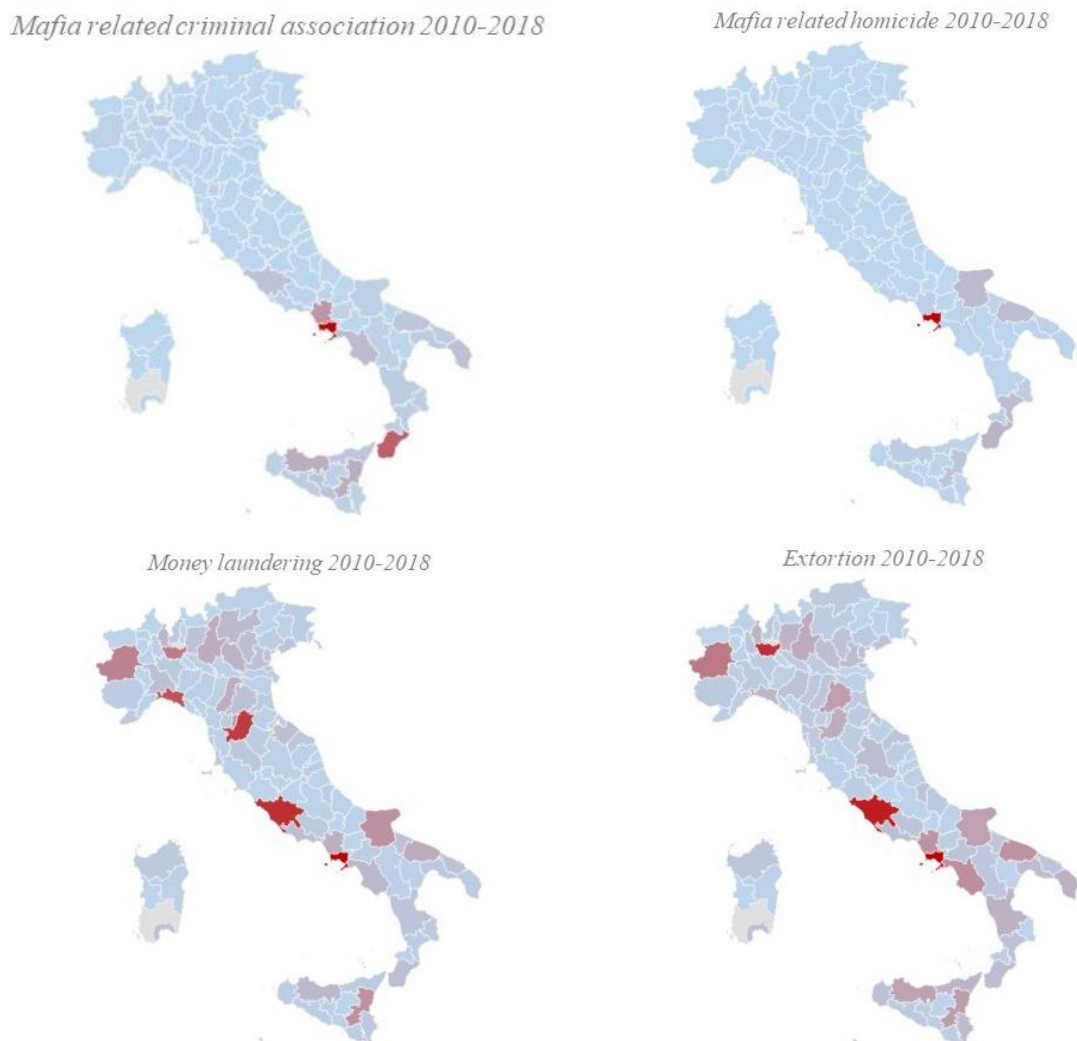 Mafia related criminal association 2010-2018
Mafia related homicide 2010-2018
Money laundering 2010-2018
Extortion 2010-2018